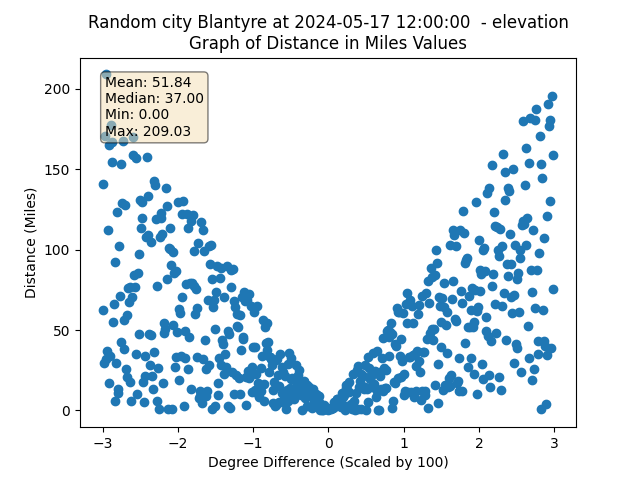 Random city Blantyre at 2024-05-17 12:00:00  - elevation
Graph of Distance in Miles Values
Mean: 51.84
Median: 37.00
Min: 0.00
Max: 209.03
Distance (Miles)
200
150
100
50
0
−3
−2
−1
0
1
2
3
Degree Difference (Scaled by 100)